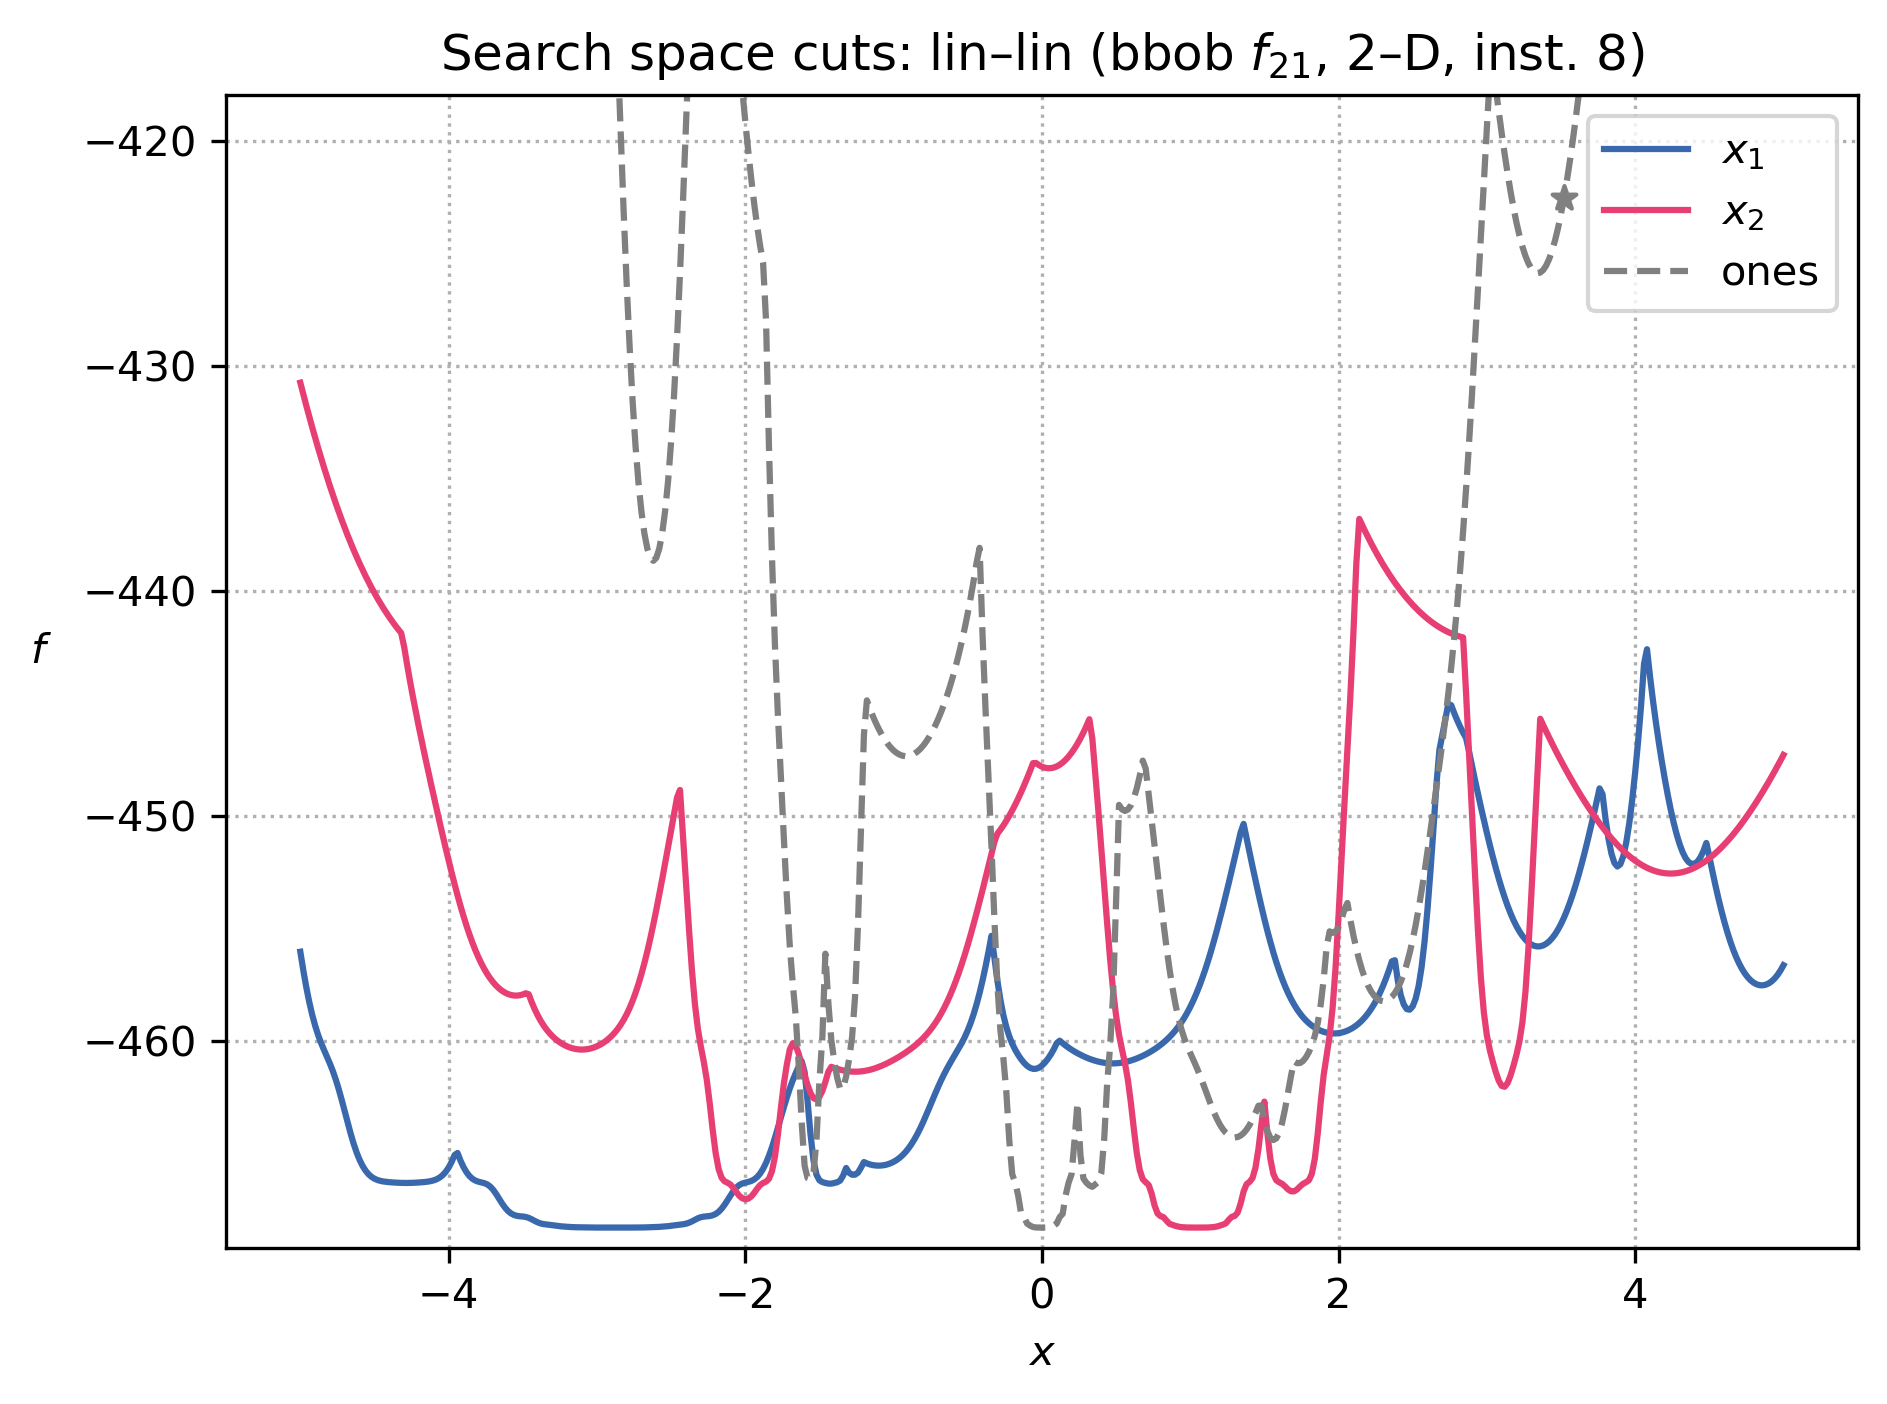 Search space cuts: lin–lin (bbob f₂₁, 2–D, inst. 8)
−420
−430
−440
−450
−460
f
−4
−2
0
2
4
x
x₁
x₂
ones